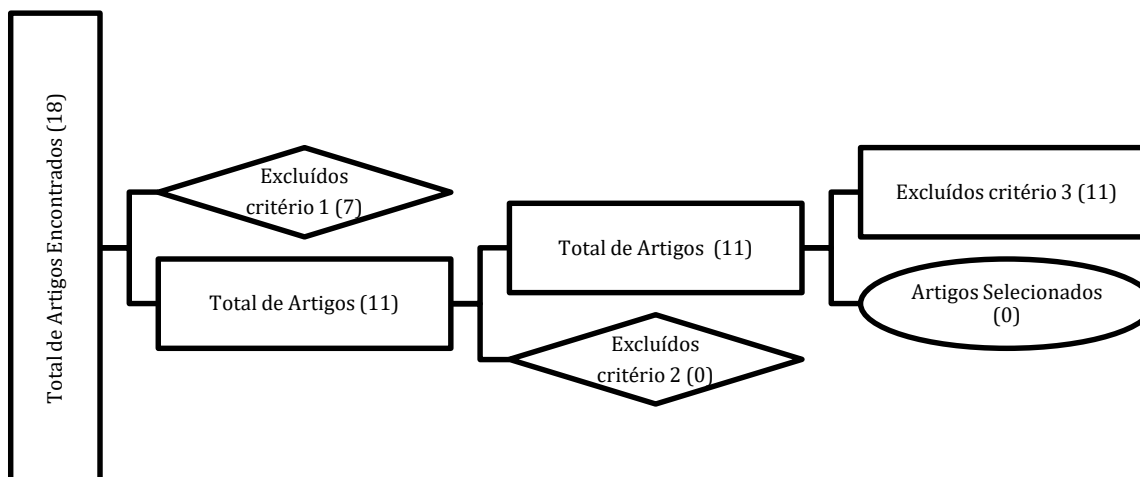 Total de Artigos Encontrados (18)
Excluídos
critério 1 (7)
Total de Artigos (11)
Total de Artigos  (11)
Excluídos
critério 2 (0)
Excluídos critério 3 (11)
Artigos Selecionados
(0)